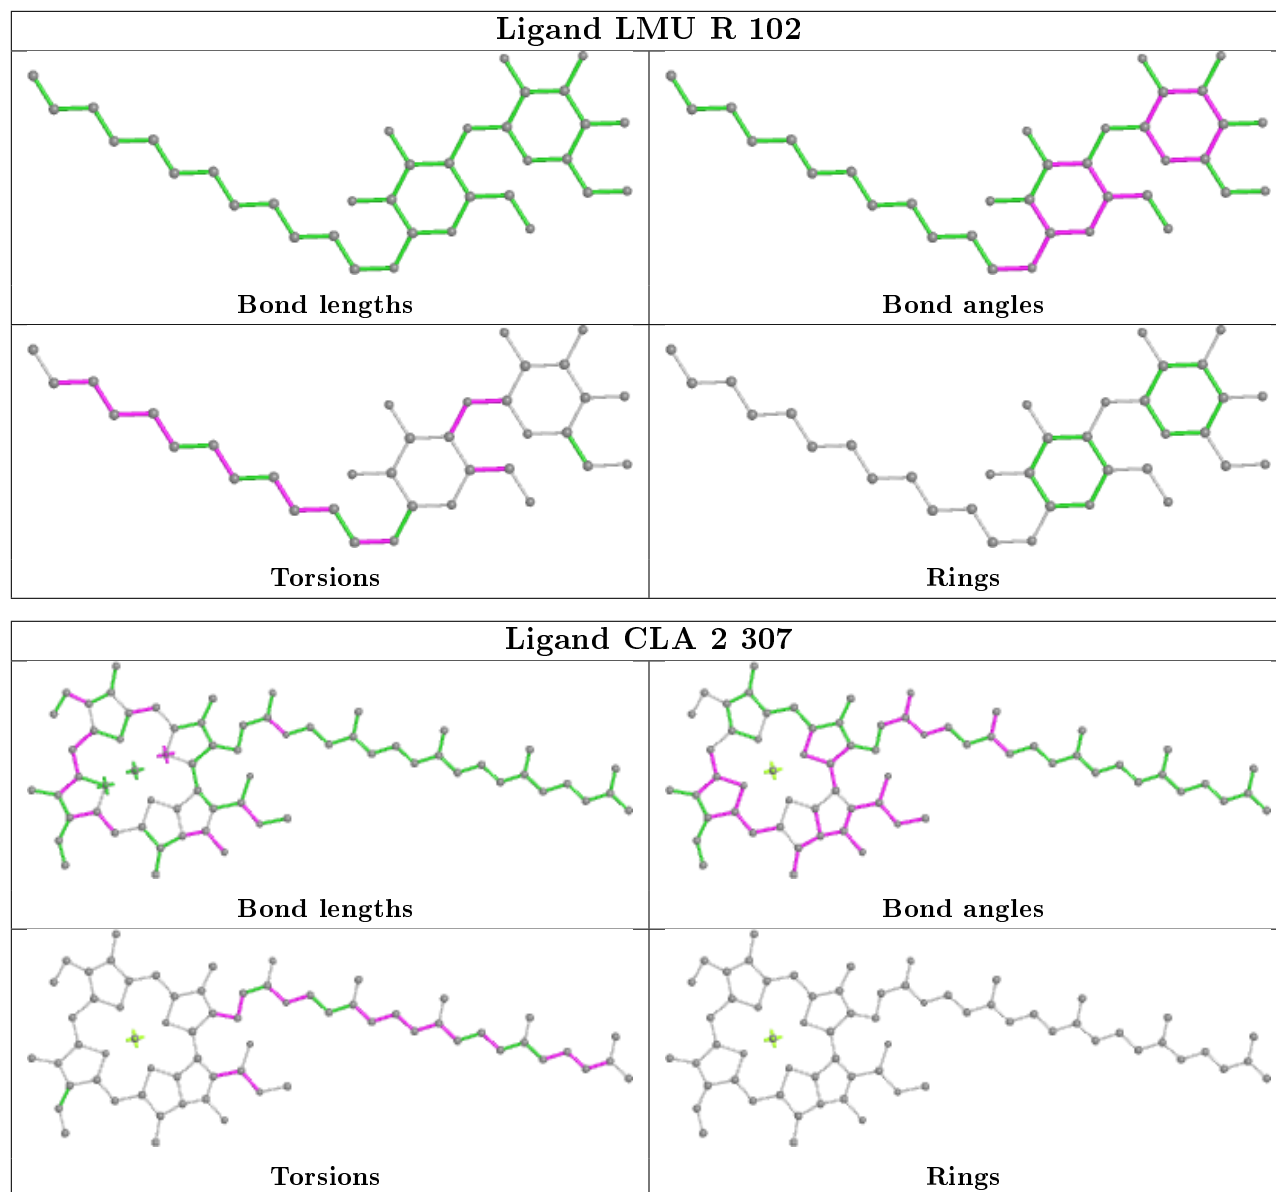 Ligand LMU R 102
Bond lengths
Bond angles
Torsions
Rings
Ligand CLA 2 307
Bond lengths
Bond angles
Torsions
Rings